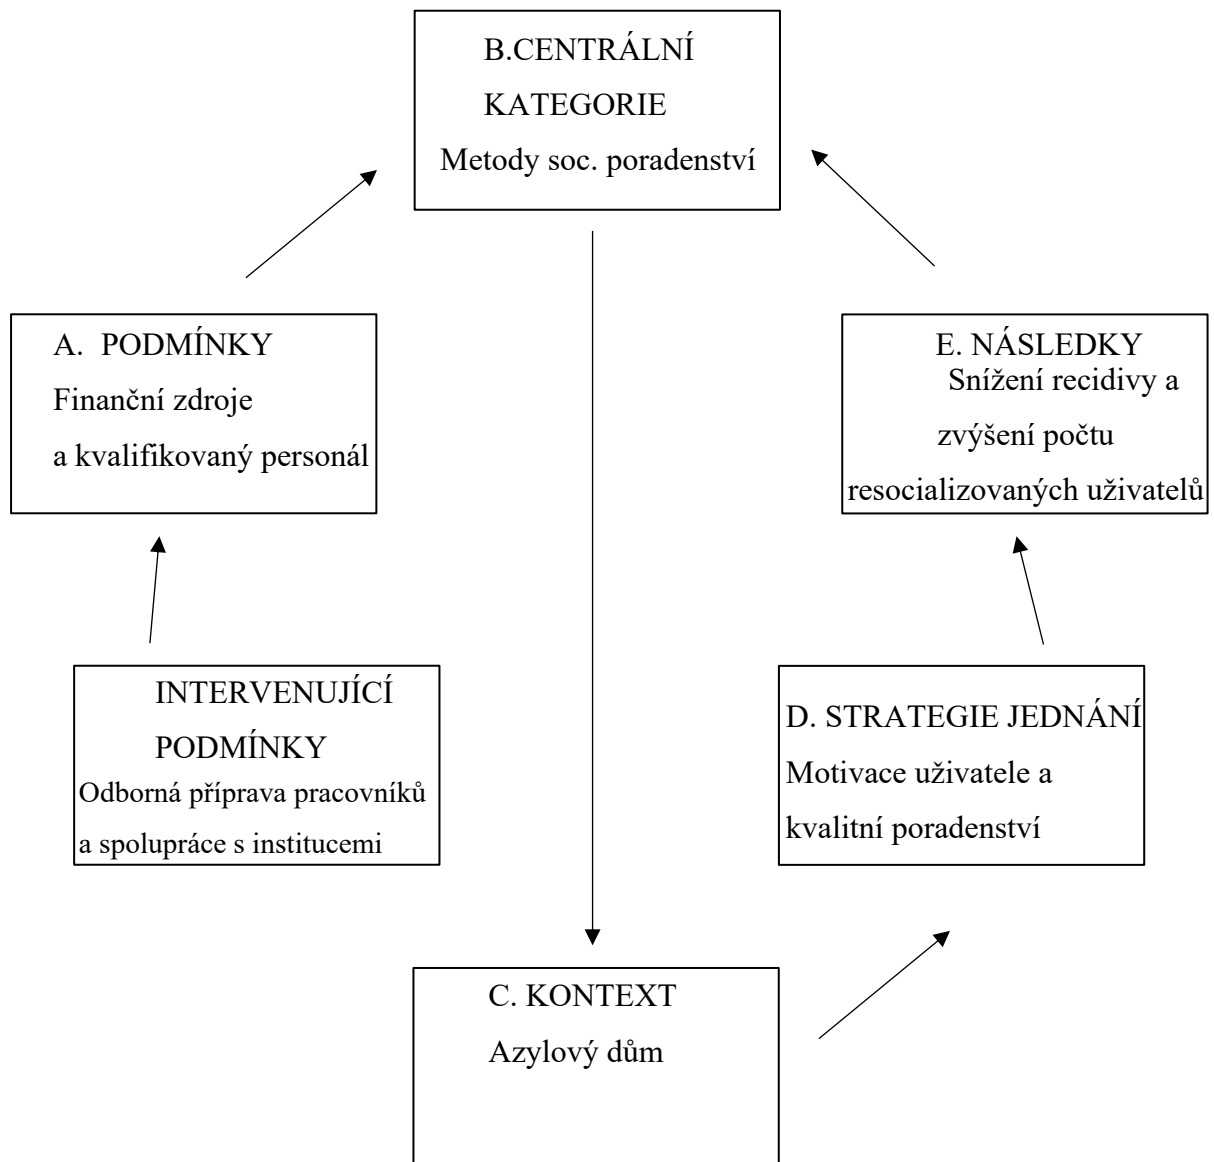 B.CENTRÁLNÍ
KATEGORIE
Metody soc. poradenství
A. PODMÍNKY
Finanční zdroje
a kvalifikovaný personál
E. NÁSLEDKY
Snížení recidivy a
zvýšení počtu
resocializovaných uživatelů
INTERVENUJÍCÍ
PODMÍNKY
Odborná příprava pracovníků
a spolupráce s institucemi
D. STRATEGIE JEDNÁNÍ
Motivace uživatele a
kvalitní poradenství
C. KONTEXT
Azylový dům